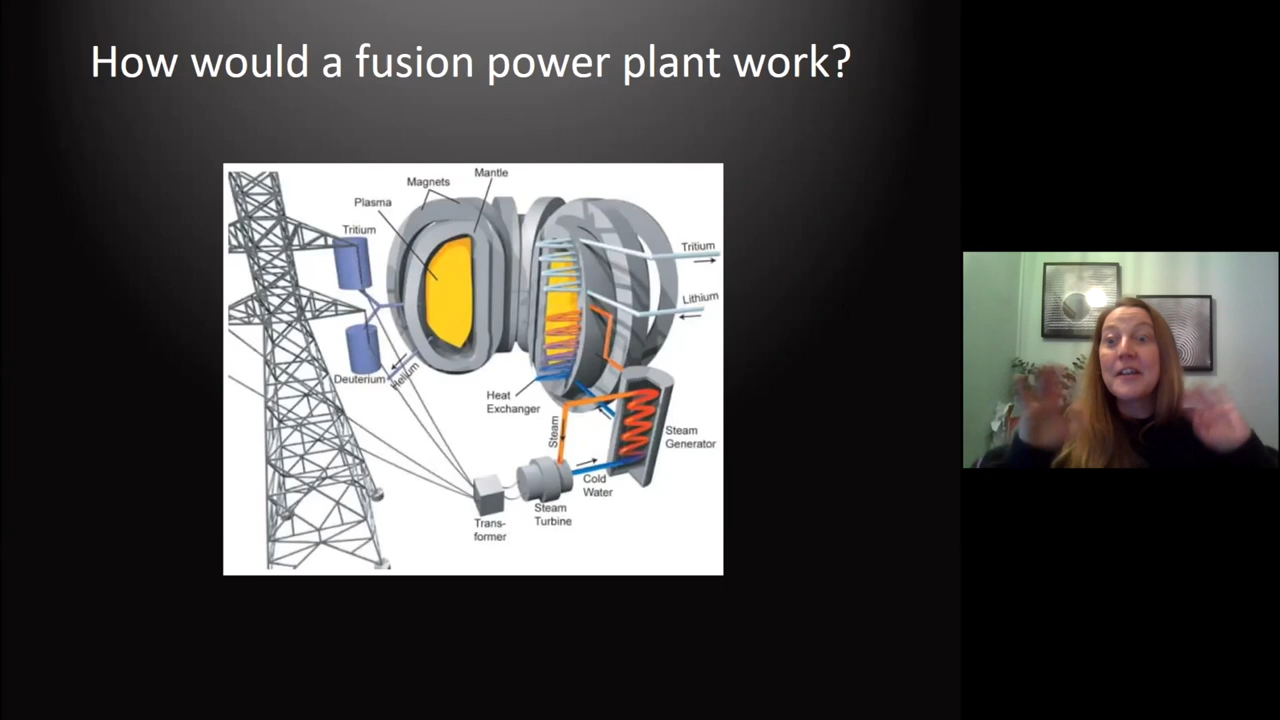 How would a fusion power plant work?
Mantle
Magnets
Plasma
Tritium
Tritium
Lithium
Deuterium
Helium
Heat
Exchanger
Steam
Steam
Generator
Cold
Water
Steam
Turbine
Trans-
former